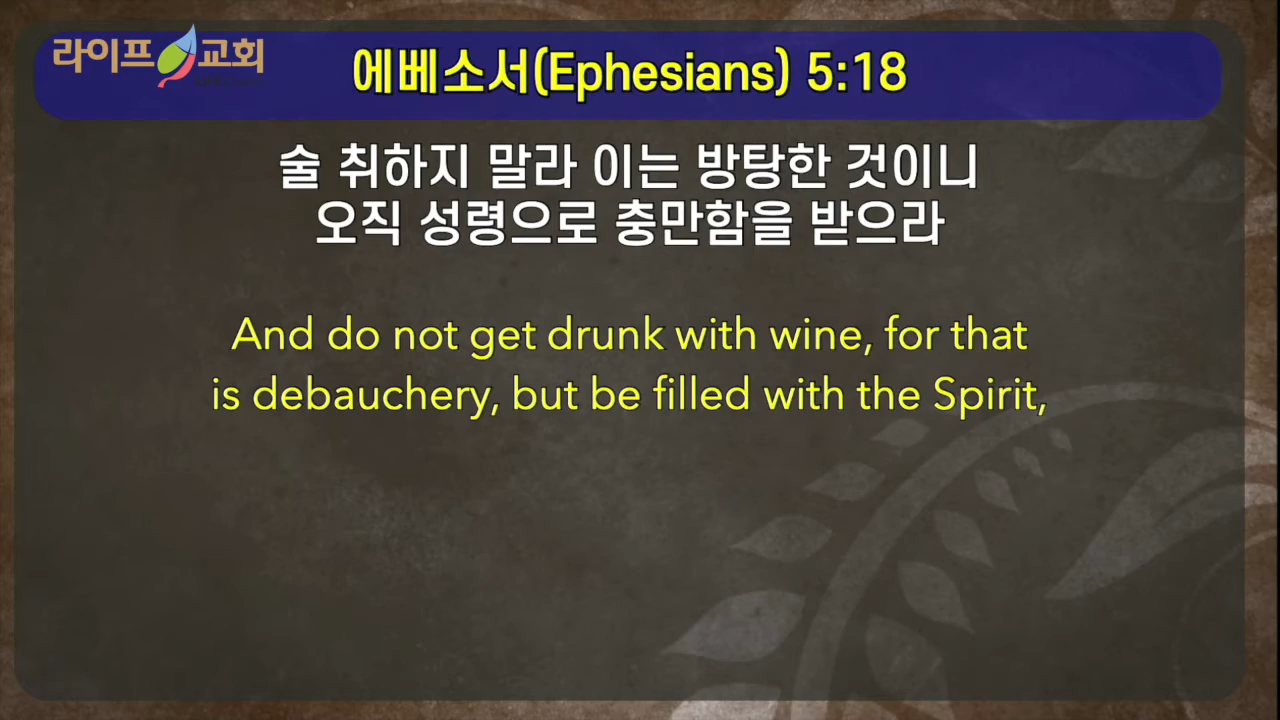 라이프 교회
에베소서(Ephesians) 5:18
술 취하지 말라 이는 방탕한 것이니
오직 성령으로 충만함을 받으라
And do not get drunk with wine, for that
is debauchery, but be filled with the Spirit,